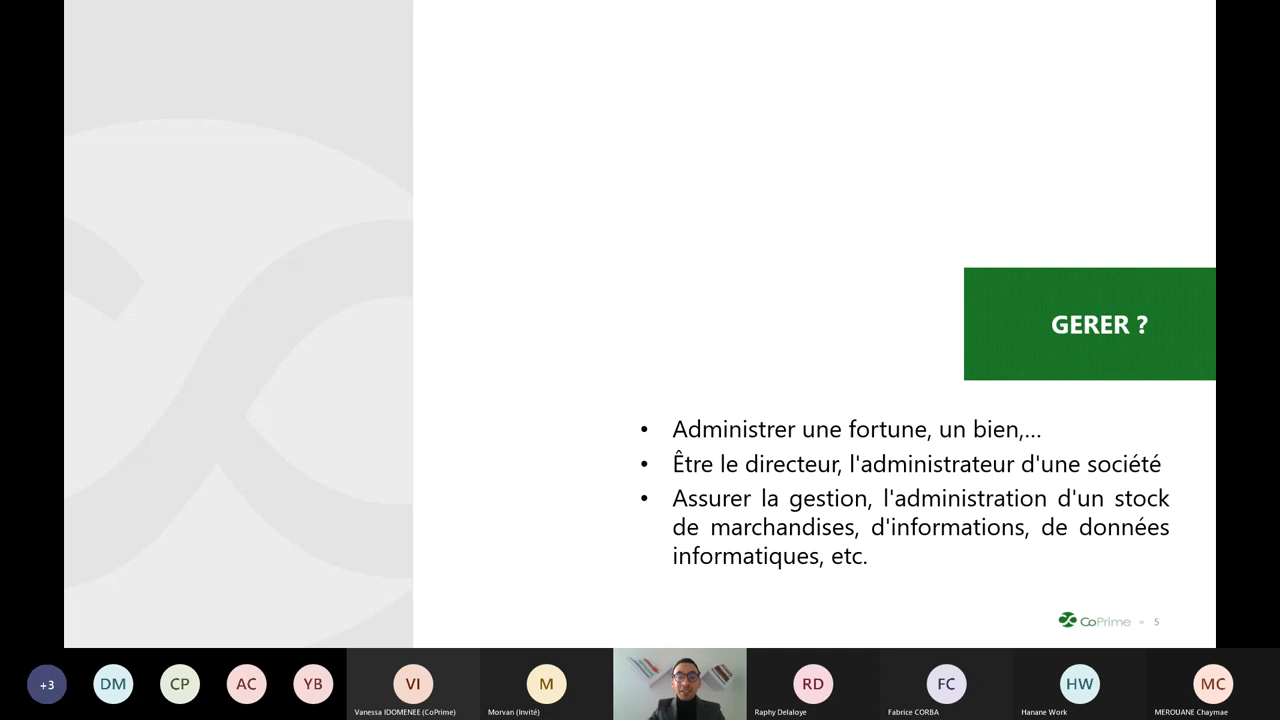 GERER ?
• Administrer une fortune, un bien,...
• Être le directeur, l'administrateur d'une société
• Assurer la gestion, l'administration d'un stock
de marchandises, d'informations, de données
informatiques, etc.
CoPrime
5
+3
DM
CP
AC
YB
VI
Vanessa IDOMENEE (CoPrime)
M
Morvan (Invité)
RD
Raphy Delaloye
FC
Fabrice CORBA
HW
Hanane Work
MC
MEROUANE Chaymae